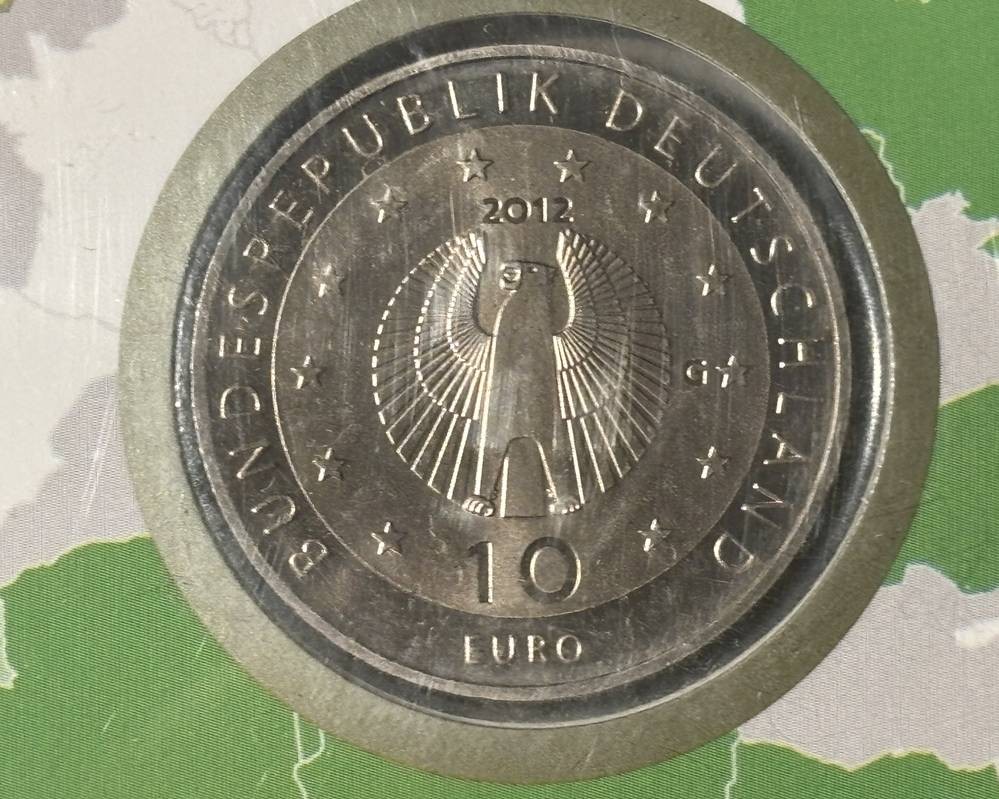 BUNDESREPUBLIK DEUTSCHLAND
2012
G
10
EURO